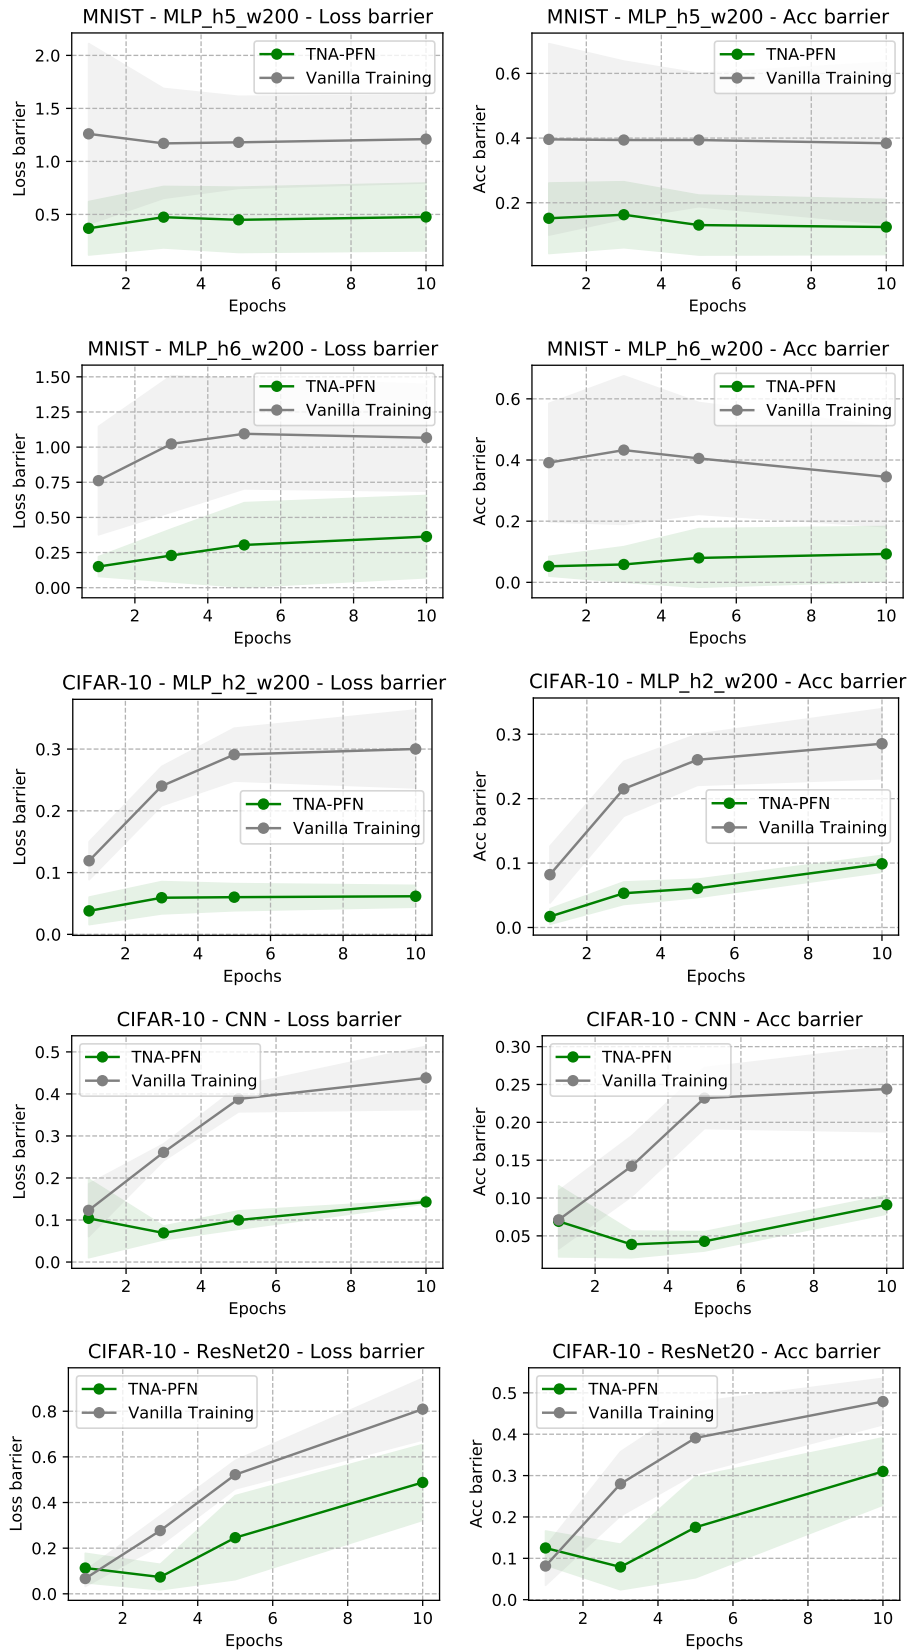 MNIST - MLP_h5_w200 - Loss barrier
2.0
1.5
1.0
0.5
Loss barrier
TNA-PFN
Vanilla Training
2 4 6 8 10
Epochs
MNIST - MLP_h5_w200 - Acc barrier
0.6
0.4
0.2
Acc barrier
TNA-PFN
Vanilla Training
2 4 6 8 10
Epochs
MNIST - MLP_h6_w200 - Loss barrier
1.50
1.25
1.00
0.75
0.50
0.25
0.00
Loss barrier
TNA-PFN
Vanilla Training
2 4 6 8 10
Epochs
MNIST - MLP_h6_w200 - Acc barrier
0.6
0.4
0.2
0.0
Acc barrier
TNA-PFN
Vanilla Training
2 4 6 8 10
Epochs
CIFAR-10 - MLP_h2_w200 - Loss barrier
0.3
0.2
0.1
0.0
Loss barrier
TNA-PFN
Vanilla Training
2 4 6 8 10
Epochs
CIFAR-10 - MLP_h2_w200 - Acc barrier
0.3
0.2
0.1
0.0
Acc barrier
TNA-PFN
Vanilla Training
2 4 6 8 10
Epochs
CIFAR-10 - CNN - Loss barrier
0.5
0.4
0.3
0.2
0.1
0.0
Loss barrier
TNA-PFN
Vanilla Training
2 4 6 8 10
Epochs
CIFAR-10 - CNN - Acc barrier
0.30
0.25
0.20
0.15
0.10
0.05
Acc barrier
TNA-PFN
Vanilla Training
2 4 6 8 10
Epochs
CIFAR-10 - ResNet20 - Loss barrier
0.8
0.6
0.4
0.2
0.0
Loss barrier
TNA-PFN
Vanilla Training
2 4 6 8 10
Epochs
CIFAR-10 - ResNet20 - Acc barrier
0.5
0.4
0.3
0.2
0.1
0.0
Acc barrier
TNA-PFN
Vanilla Training
2 4 6 8 10
Epochs